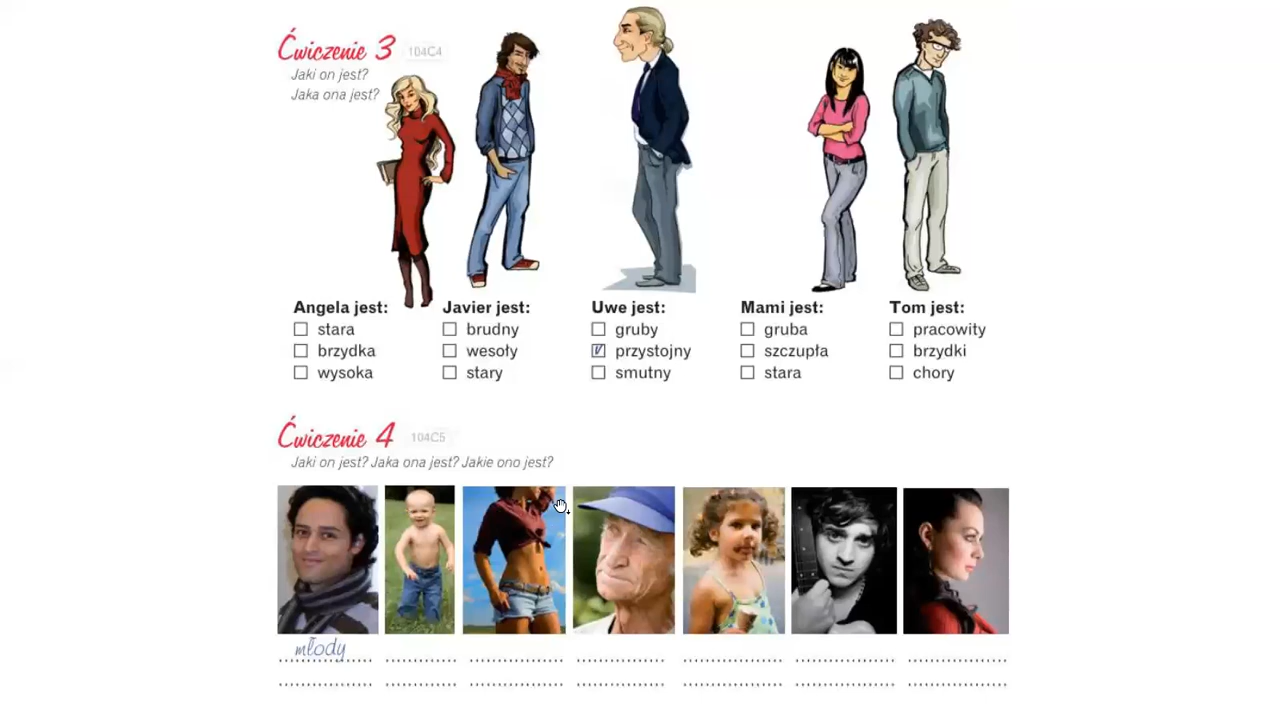 Ćwiczenie 3 104C4
Jaki on jest?
Jaka ona jest?
Angela jest:
stara
brzydka
wysoka
Javier jest:
brudny
wesoły
stary
Uwe jest:
gruby
przystojny
smutny
Mami jest:
gruba
szczupła
stara
Tom jest:
pracowity
brzydki
chory
Ćwiczenie 4 104C5
Jaki on jest? Jaka ona jest? Jakie ono jest?
młody